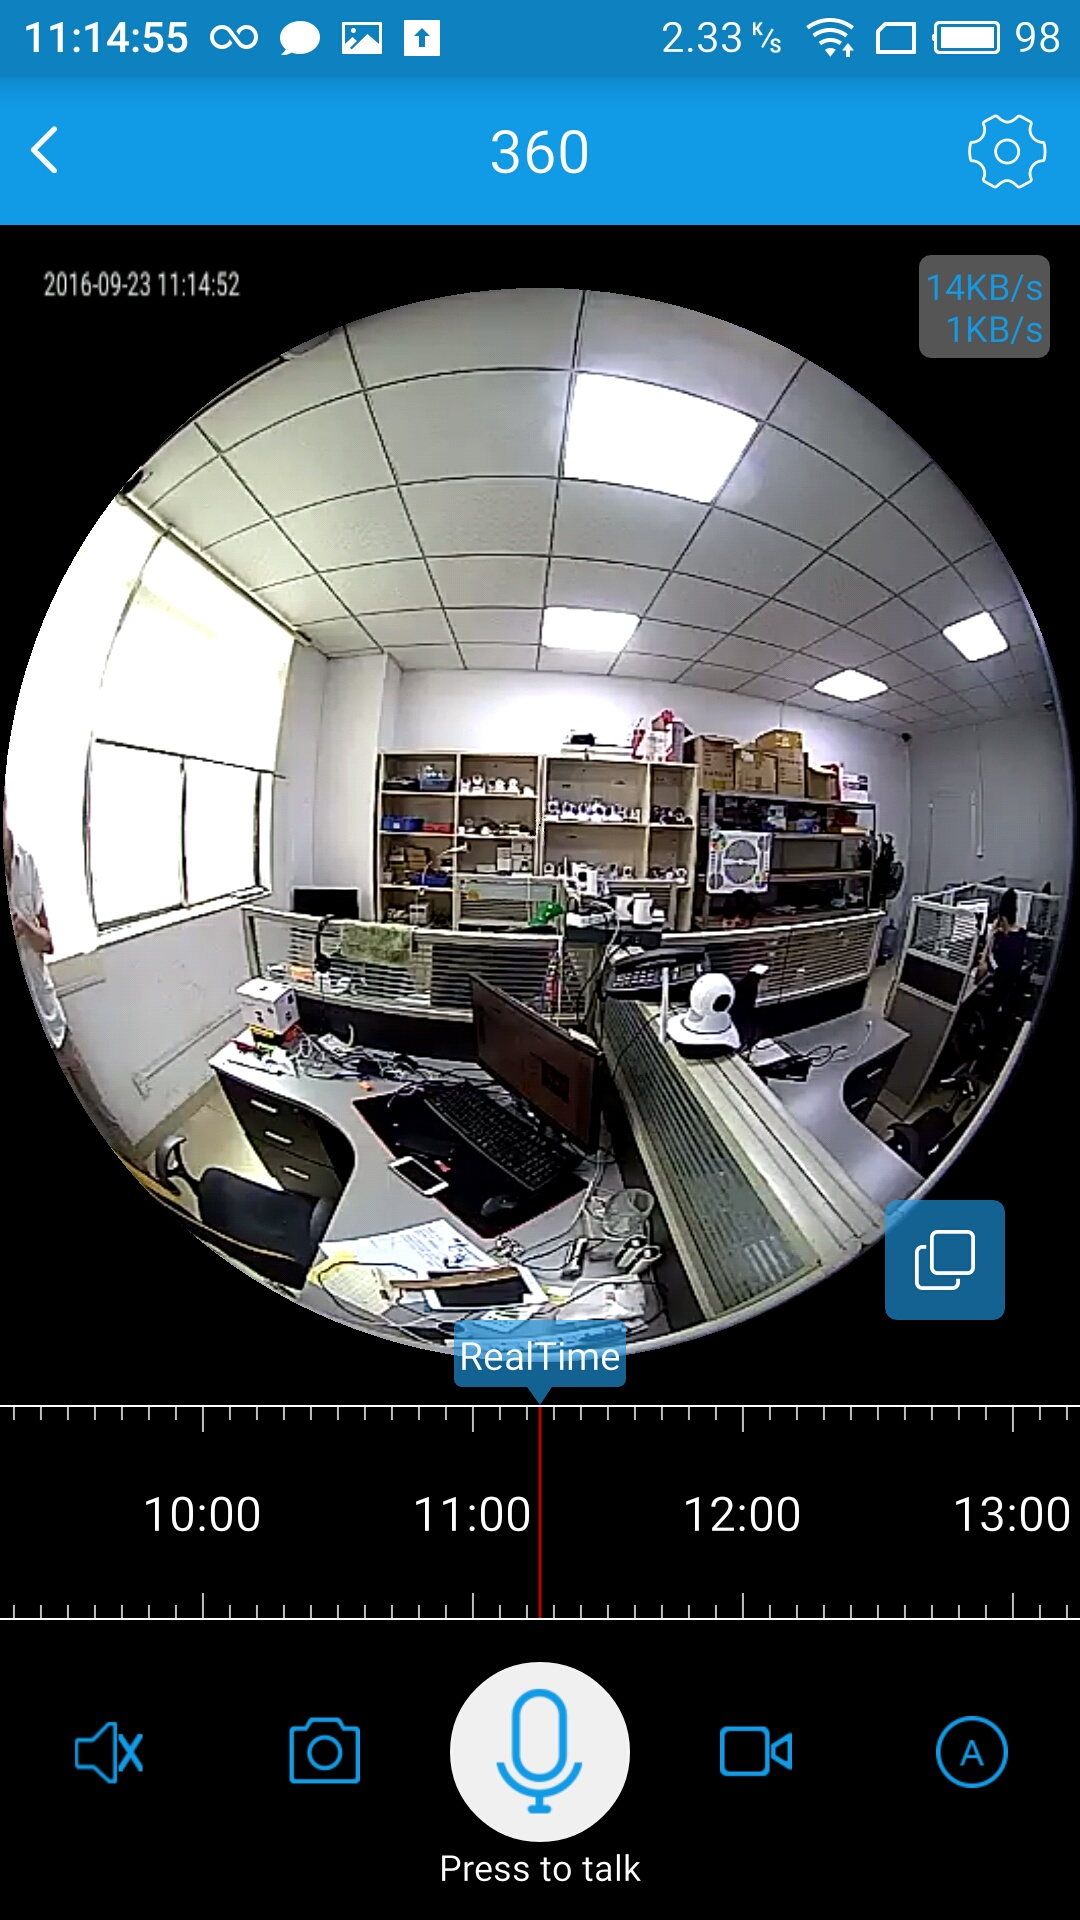 11:14:55 2.33 K/s 98
360
2016-09-23 11:14:52
14KB/s
1KB/s
RealTime
10:00 11:00 12:00 13:00
A
Press to talk